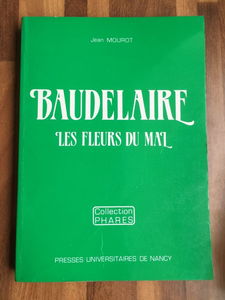 Jean MOUROT
BAUDELAIRE
LES FLEURS DU MAL
Collection
PHARES
PRESSES UNIVERSITAIRES DE NANCY